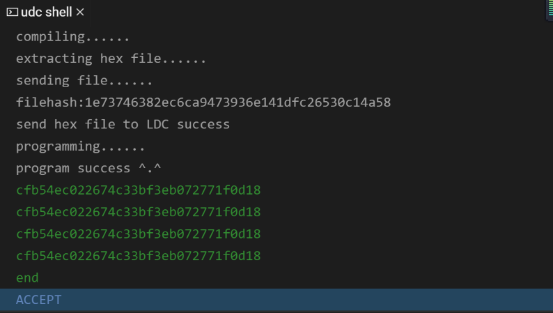 udc shell
compiling......
extracting hex file......
sending file......
filehash:1e73746382ec6ca9473936e141dfc26530c14a58
send hex file to LDC success
programming......
program success ^.^
cfb54ec022674c33bf3eb072771f0d18
cfb54ec022674c33bf3eb072771f0d18
cfb54ec022674c33bf3eb072771f0d18
cfb54ec022674c33bf3eb072771f0d18
end
ACCEPT